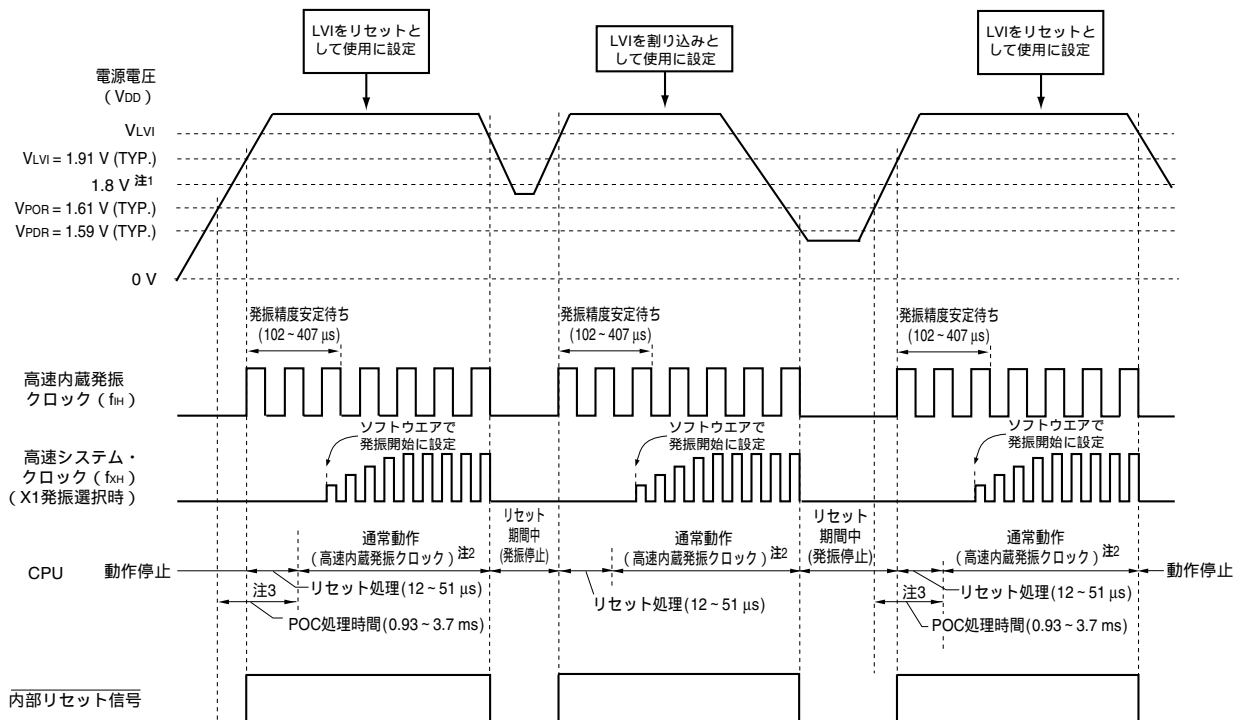 LVIをリセットと
して使用に設定
LVIを割り込みと
して使用に設定
LVIをリセットと
して使用に設定
電源電圧
(VDD)
VLVI
VLVI = 1.91 V (TYP.)
1.8 V 注1
VPOR = 1.61 V (TYP.)
VPDR = 1.59 V (TYP.)
0 V
発振精度安定待ち
(102~407 μs)
発振精度安定待ち
(102~407 μs)
発振精度安定待ち
(102~407 μs)
高速内蔵発振
クロック(fIH)
ソフトウエアで
発振開始に設定
ソフトウエアで
発振開始に設定
ソフトウエアで
発振開始に設定
高速システム・
クロック(fXH)
(X1発振選択時)
リセット
期間中
(発振停止)
リセット
期間中
(発振停止)
通常動作
(高速内蔵発振クロック)注2
通常動作
(高速内蔵発振クロック)注2
通常動作
(高速内蔵発振クロック)注2
CPU
動作停止
動作停止
注3
リセット処理(12~51 μs)
リセット処理(12~51 μs)
注3
リセット処理(12~51 μs)
POC処理時間(0.93~3.7 ms)
POC処理時間(0.93~3.7 ms)
内部リセット信号